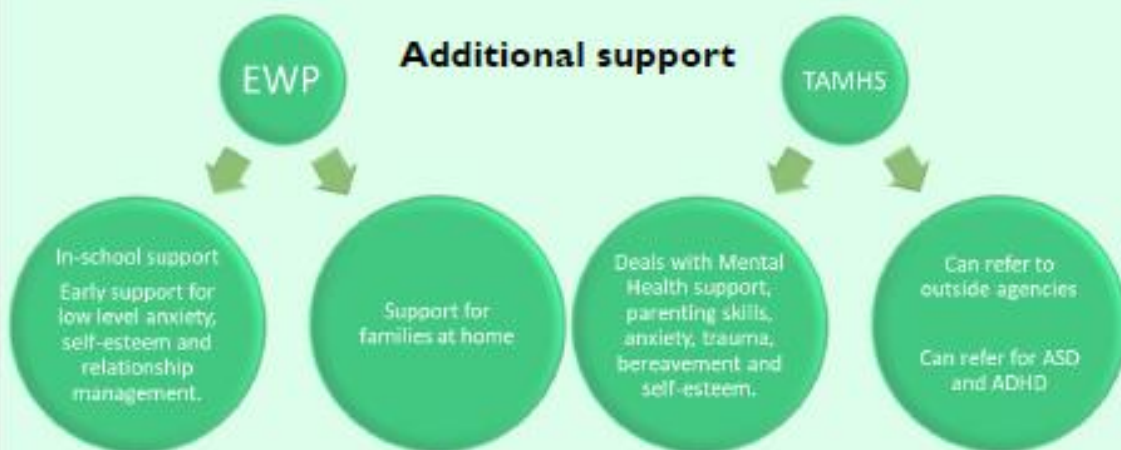 Additional support
EWP
TAMHS
In-school support
Early support for
low level anxiety,
self-esteem and
relationship
management.
Support for
families at home
Deals with Mental
Health support,
parenting skills,
anxiety, trauma,
bereavement and
self-esteem.
Can refer to
outside agencies
Can refer for ASD
and ADHD